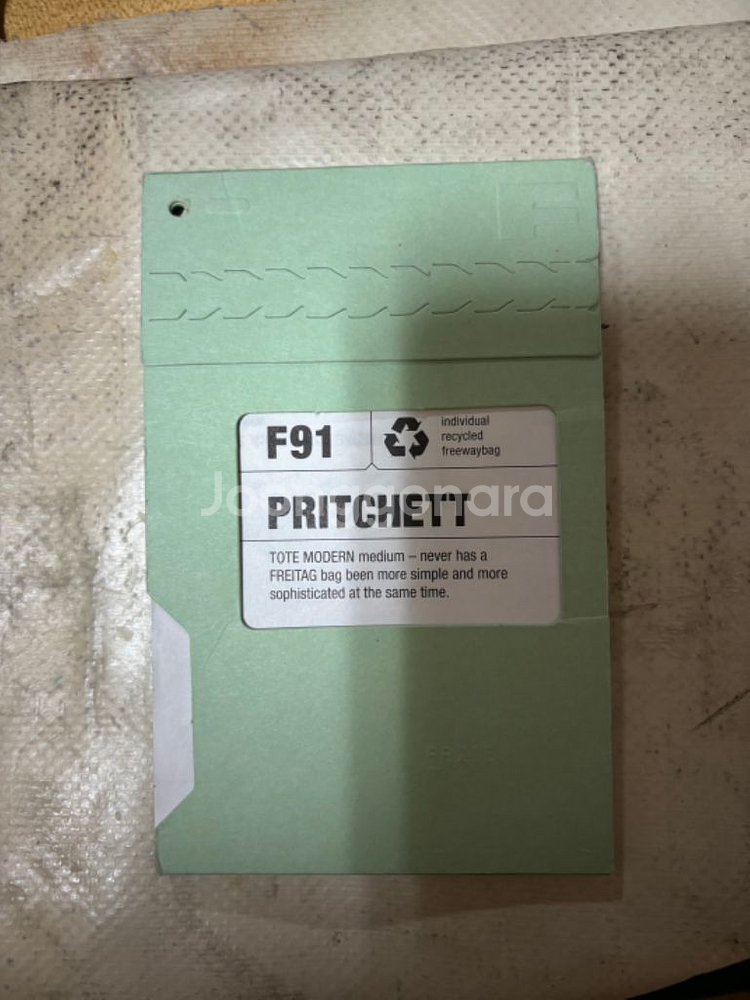 F91
individual
recycled
freewaybag
Joonggonara
PRITCHETT
TOTE MODERN medium – never has a
FREITAG bag been more simple and more
sophisticated at the same time.